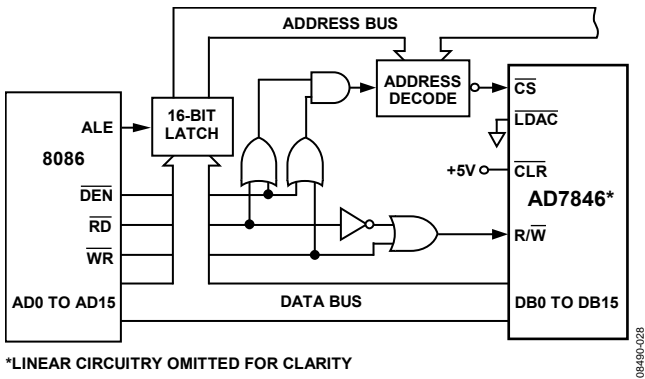 ADDRESS BUS
ALE
8086
DEN
RD
WR
AD0 TO AD15
16-BIT
LATCH
ADDRESS
DECODE
CS
LDAC
+5V
CLR
AD7846*
R/W
DATA BUS
DB0 TO DB15
*LINEAR CIRCUITRY OMITTED FOR CLARITY
08490-028